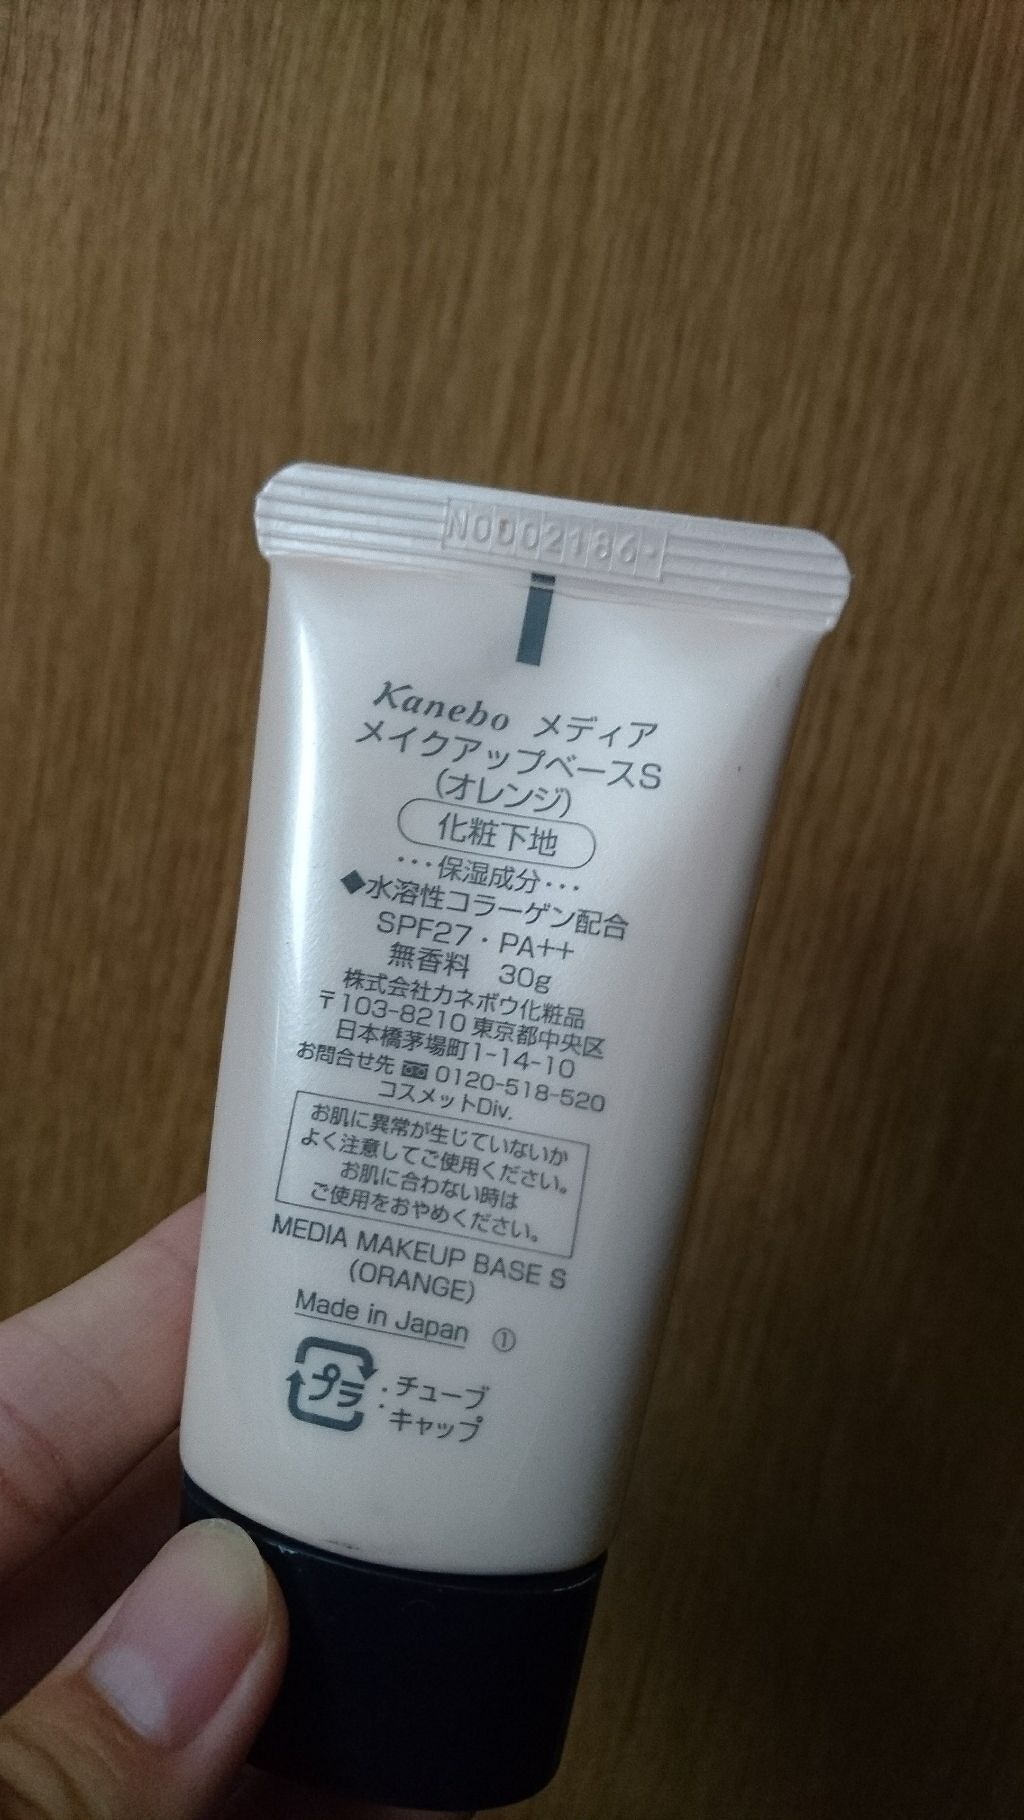 N0D02186
Kanebo メディア
メイクアップベースS
(オレンジ)
化粧下地
･･･保湿成分･･･
◆水溶性コラーゲン配合
SPF27・PA++
無香料 30g
株式会社カネボウ化粧品
〒103-8210 東京都中央区
日本橋茅場町1-14-10
お問合せ先 0120-518-520
コスメットDiv.
お肌に異常が生じていないか
よく注意してご使用ください。
お肌に合わない時は
ご使用をおやめください。
MEDIA MAKEUP BASE S
(ORANGE)
Made in Japan ①
プラ ・チューブ
・キャップ